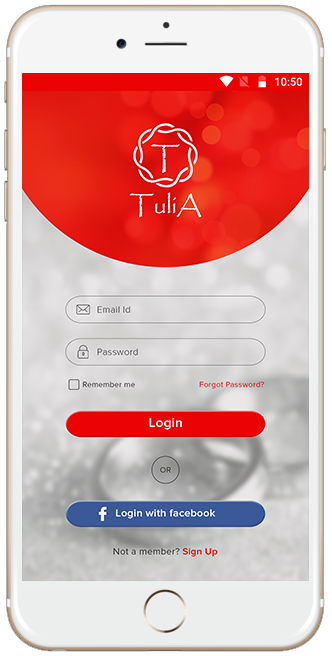 10:50
T
TuliA
Email Id
Password
Remember me
Forgot Password?
Login
OR
f Login with facebook
Not a member? Sign Up